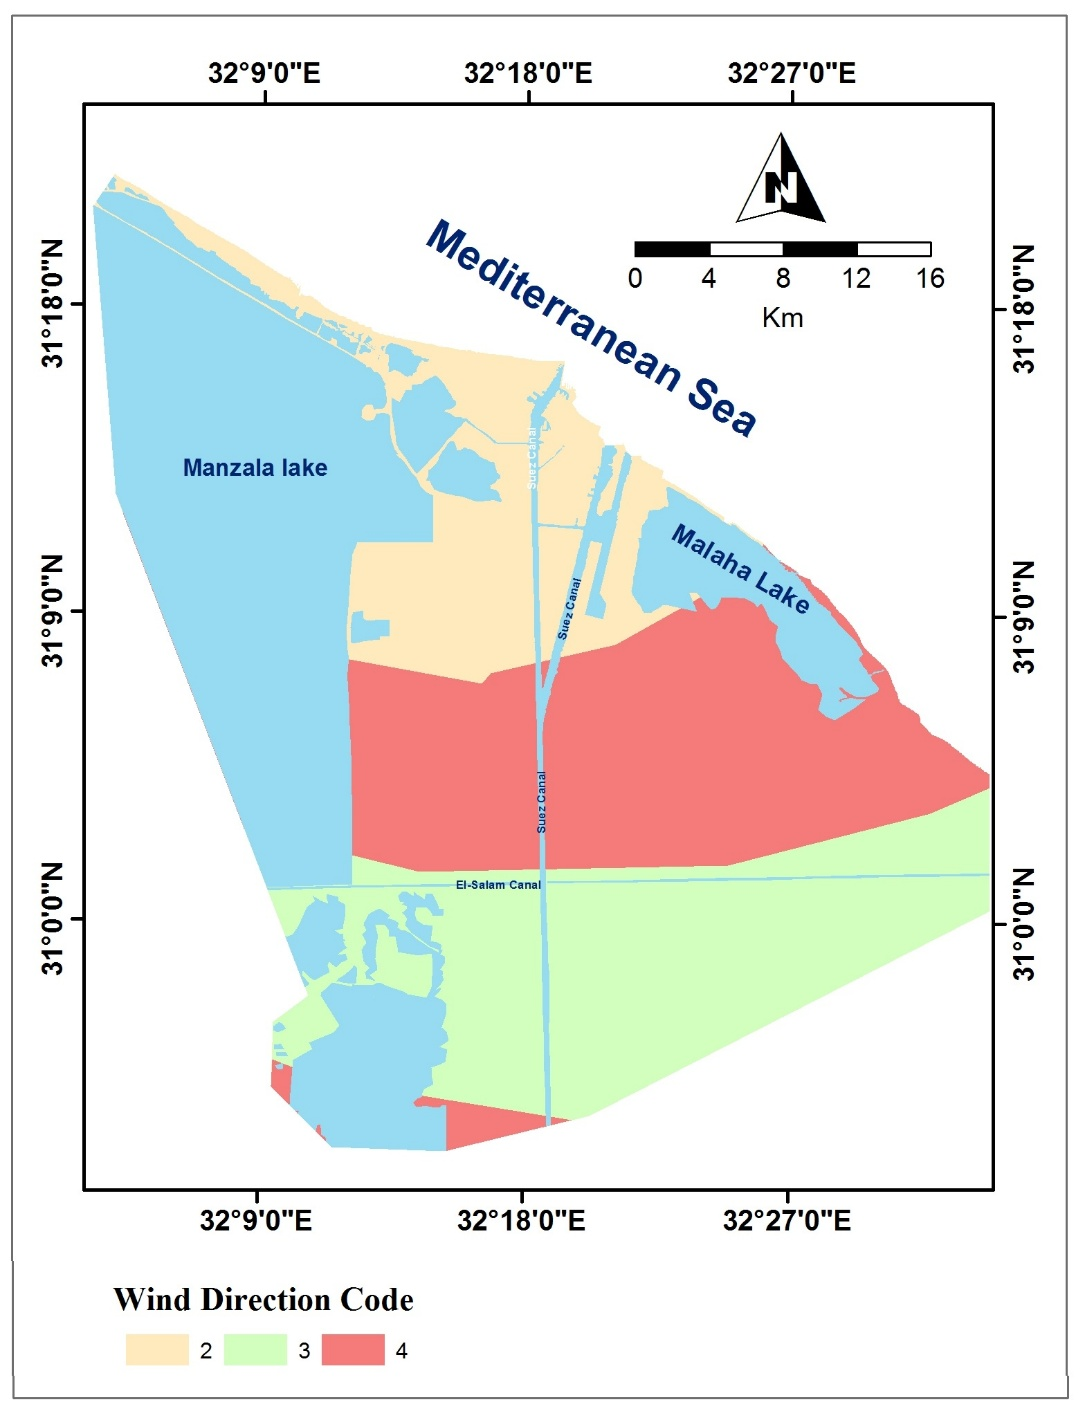 32°9'0"E 32°18'0"E 32°27'0"E
N
0 4 8 12 16
Km
Mediterranean Sea
31°18'0"N 31°18'0"N
Manzala lake
Suez Canal
Malaha Lake
Suez Canal
31°9'0"N 31°9'0"N
Suez Canal
El-Salam Canal
31°0'0"N 31°0'0"N
32°9'0"E 32°18'0"E 32°27'0"E
Wind Direction Code
2 3 4